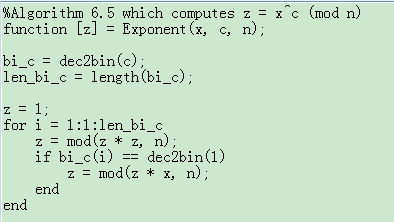 %Algorithm 6.5 which computes z = x^c (mod n)
function [z] = Exponent(x, c, n);
bi_c = dec2bin(c);
len_bi_c = length(bi_c);
z = 1;
for i = 1:1:len_bi_c
    z = mod(z * z, n);
    if bi_c(i) == dec2bin(1)
        z = mod(z * x, n);
    end
end